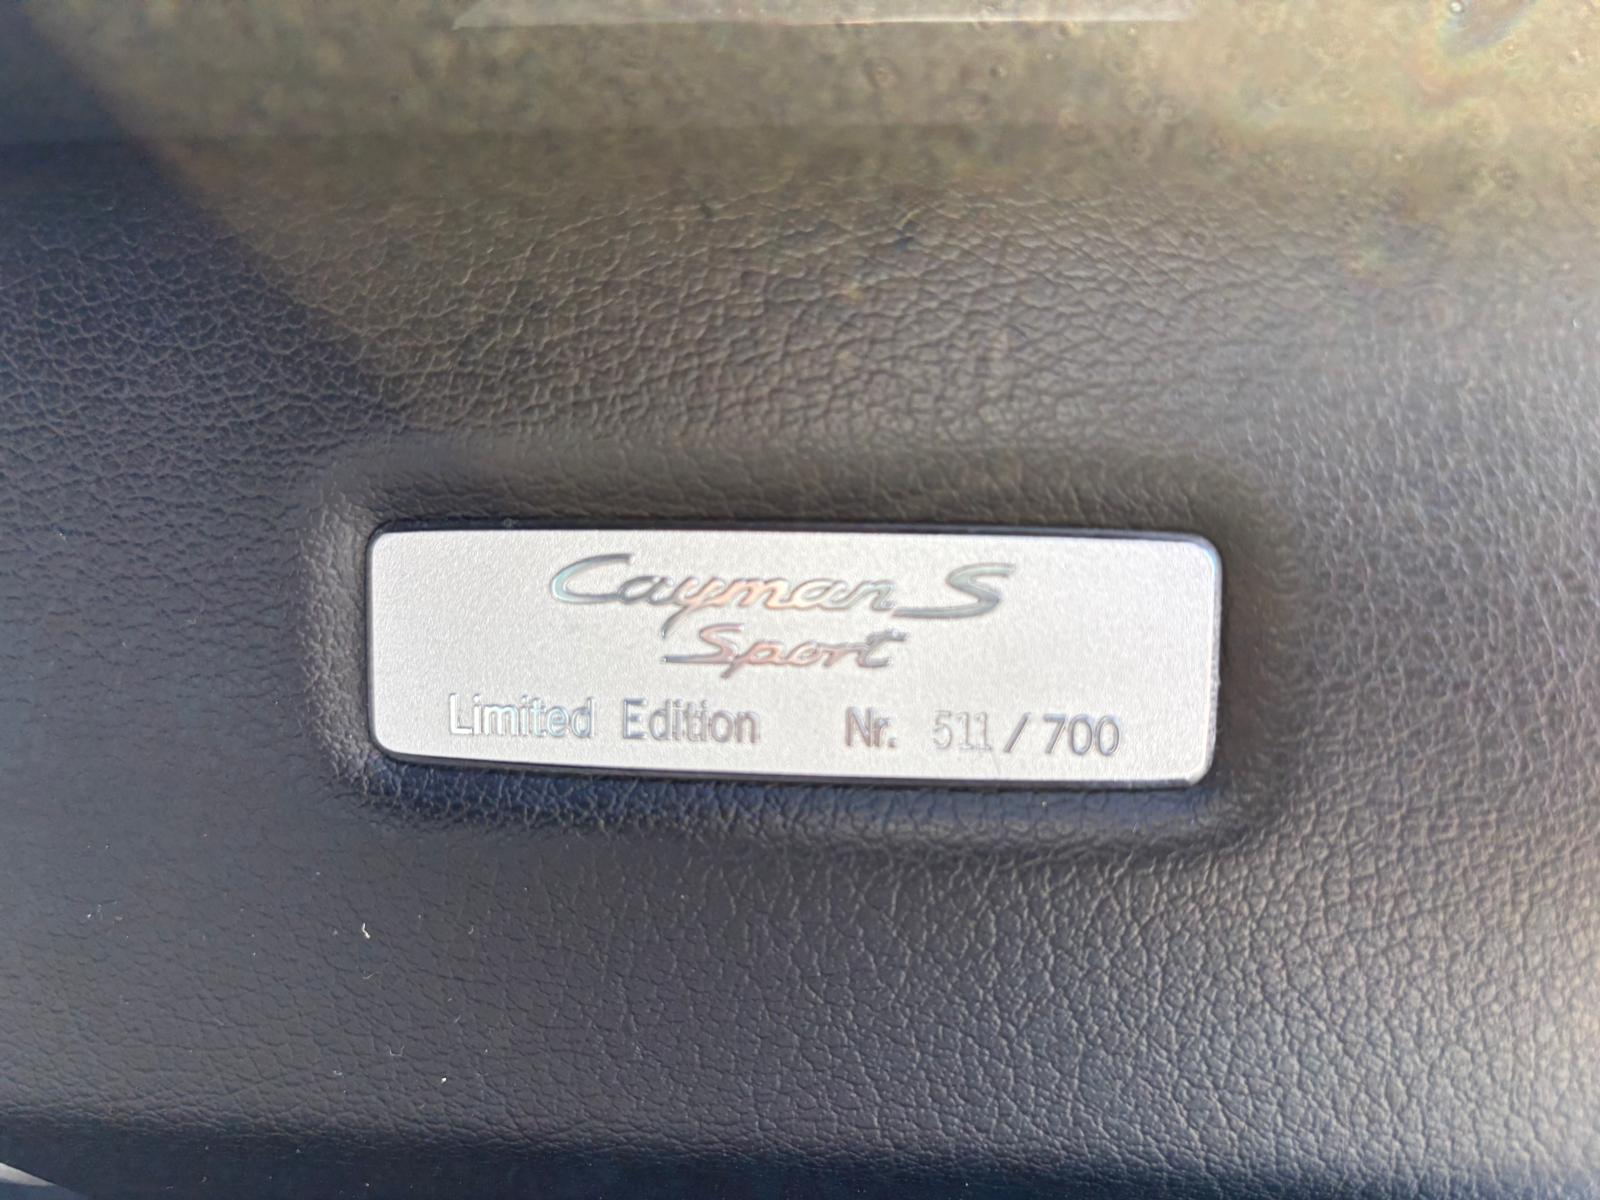 Cayman S
Sport
Limited Edition Nr. 511 / 700